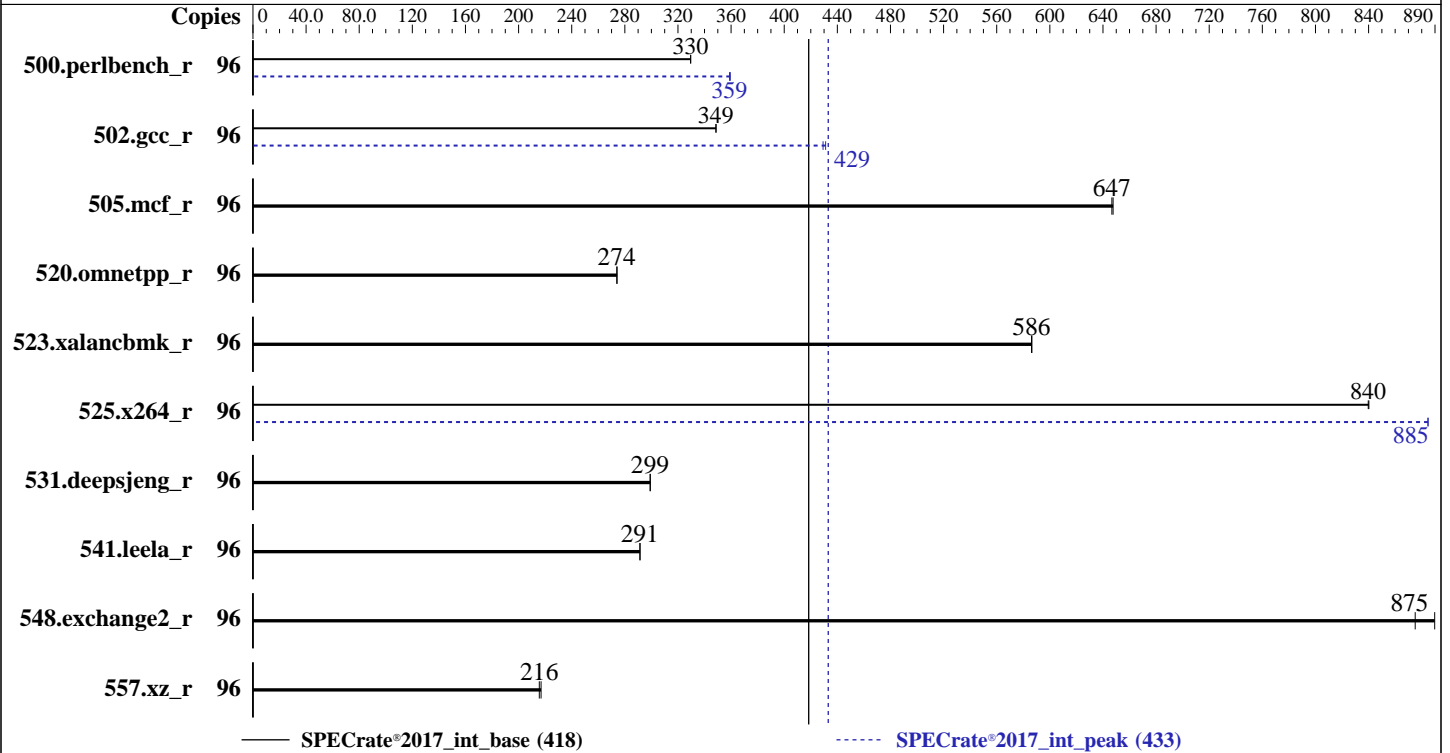 Copies 0 40.0 80.0 120 160 200 240 280 320 360 400 440 480 520 560 600 640 680 720 760 800 840 890
330
500.perlbench_r 96
359
349
502.gcc_r 96
429
647
505.mcf_r 96
274
520.omnetpp_r 96
586
523.xalancbmk_r 96
840
525.x264_r 96
885
299
531.deepsjeng_r 96
291
541.leela_r 96
875
548.exchange2_r 96
216
557.xz_r 96
SPECrate®2017_int_base (418) SPECrate®2017_int_peak (433)